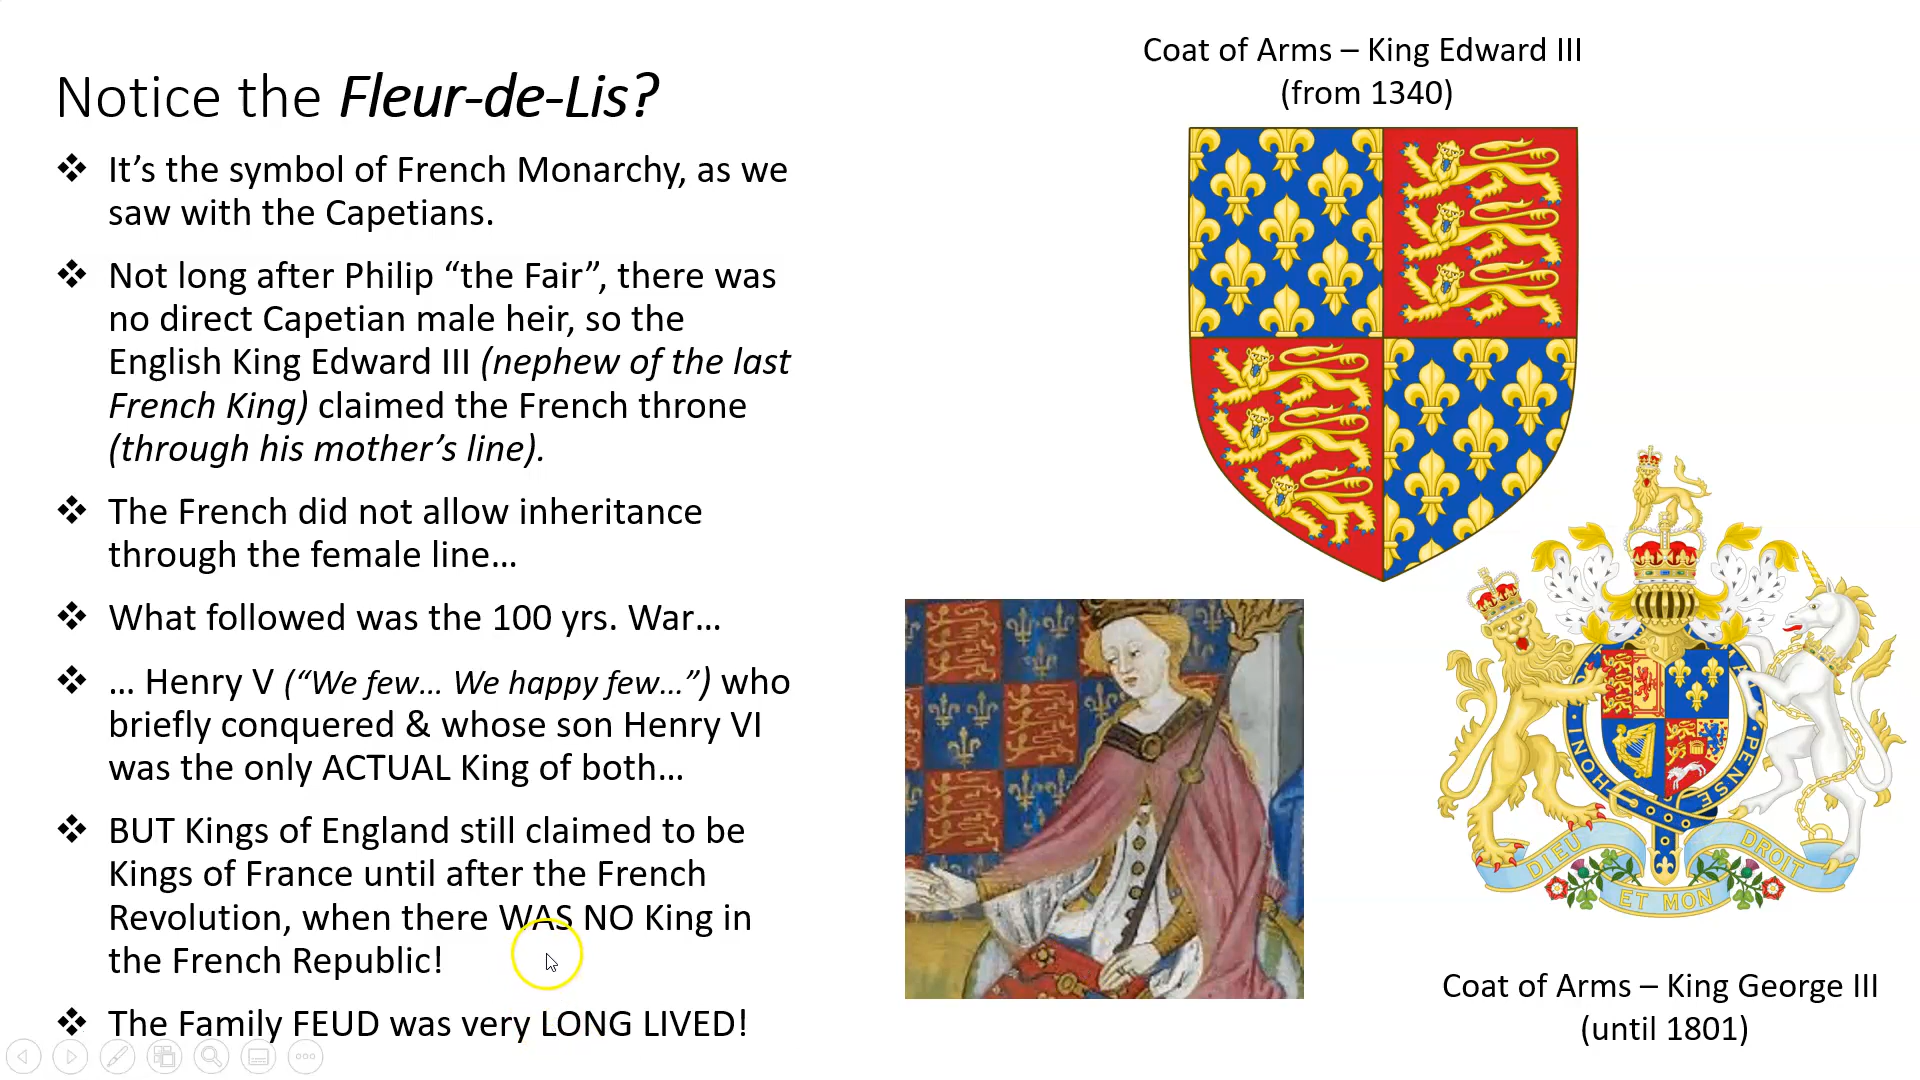 Notice the Fleur-de-Lis?
❖ It’s the symbol of French Monarchy, as we
saw with the Capetians.
❖ Not long after Philip “the Fair”, there was
no direct Capetian male heir, so the
English King Edward III (nephew of the last
French King) claimed the French throne
(through his mother’s line).
❖ The French did not allow inheritance
through the female line…
❖ What followed was the 100 yrs. War…
❖ … Henry V (“We few… We happy few…”) who
briefly conquered & whose son Henry VI
was the only ACTUAL King of both…
❖ BUT Kings of England still claimed to be
Kings of France until after the French
Revolution, when there WAS NO King in
the French Republic!
❖ The Family FEUD was very LONG LIVED!
Coat of Arms – King Edward III
(from 1340)
HONI
PENSE
DIEU
ET MON
DROIT
Coat of Arms – King George III
(until 1801)